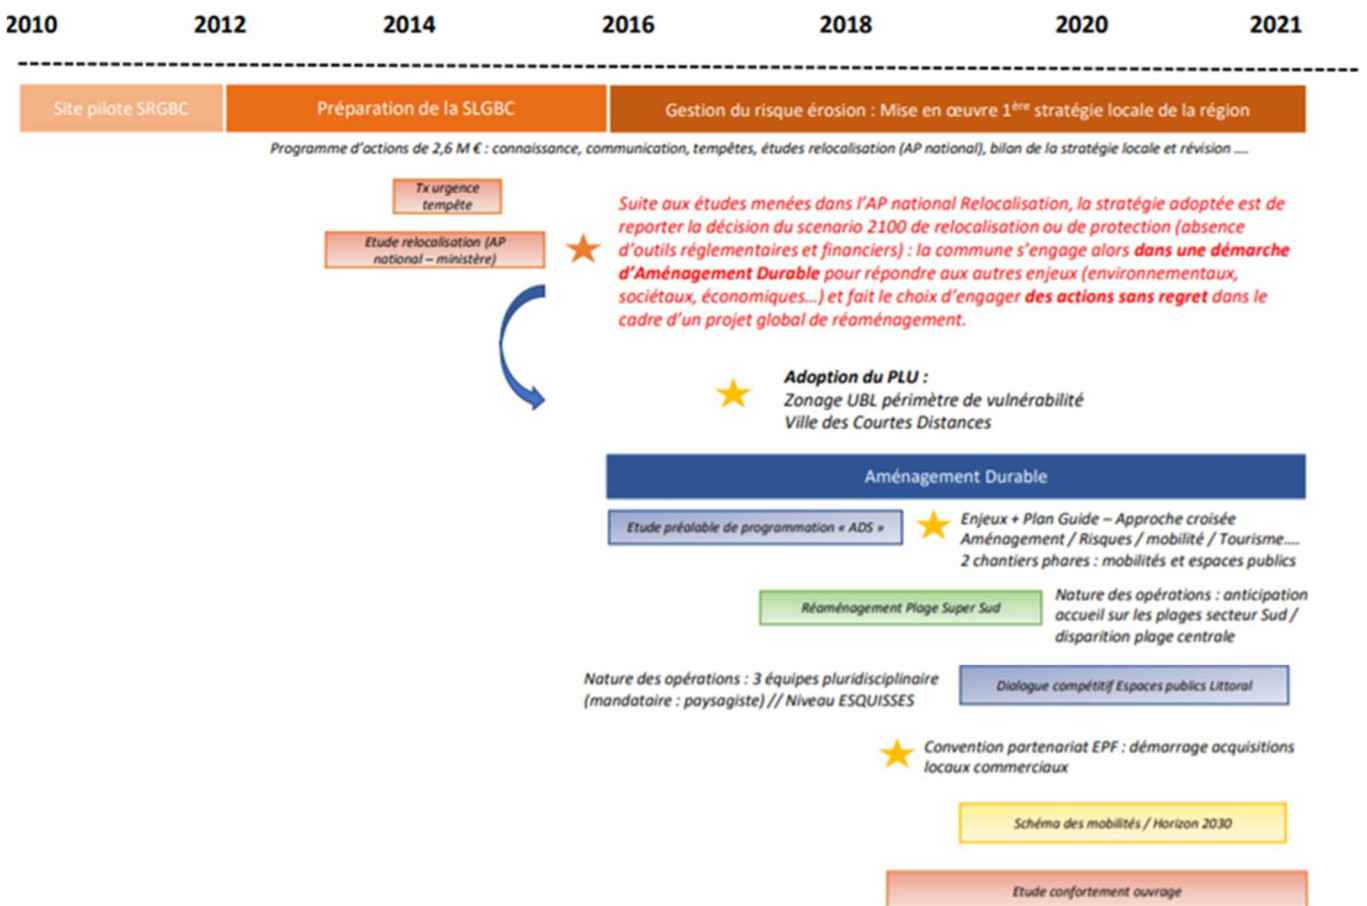 2010 2012 2014 2016 2018 2020 2021
Site pilote SRGBC
Préparation de la SLGBC
Gestion du risque érosion : Mise en œuvre 1ère stratégie locale de la région
Programme d'actions de 2,6 M € : connaissance, communication, tempêtes, études relocalisation (AP national), bilan de la stratégie locale et révision ....
Tx urgence
tempête
Etude relocalisation (AP
national – ministère)
Suite aux études menées dans l'AP national Relocalisation, la stratégie adoptée est de
reporter la décision du scenario 2100 de relocalisation ou de protection (absence
d'outils réglementaires et financiers) : la commune s'engage alors dans une démarche
d'Aménagement Durable pour répondre aux autres enjeux (environnementaux,
sociétaux, économiques...) et fait le choix d'engager des actions sans regret dans le
cadre d'un projet global de réaménagement.
Adoption du PLU :
Zonage UBL périmètre de vulnérabilité
Ville des Courtes Distances
Aménagement Durable
Etude préalable de programmation « ADS »
Enjeux + Plan Guide – Approche croisée
Aménagement / Risques / mobilité / Tourisme....
2 chantiers phares : mobilités et espaces publics
Réaménagement Plage Super Sud
Nature des opérations : anticipation
accueil sur les plages secteur Sud /
disparition plage centrale
Nature des opérations : 3 équipes pluridisciplinaire
(mandataire : paysagiste) // Niveau ESQUISSES
Dialogue compétitif Espaces publics Littoral
Convention partenariat EPF : démarrage acquisitions
locaux commerciaux
Schéma des mobilités / Horizon 2030
Etude confortement ouvrage